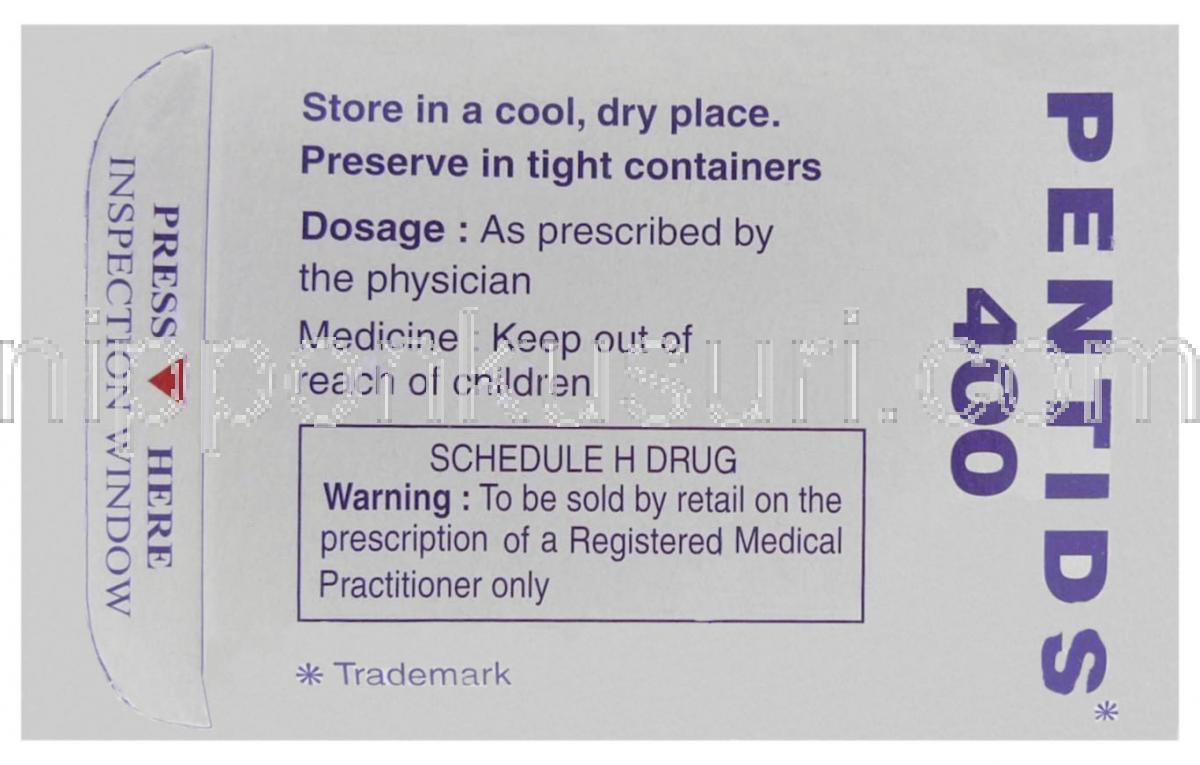 Store in a cool, dry place.
Preserve in tight containers
Dosage : As prescribed by
the physician
Medicine : Keep out of
reach of children
SCHEDULE H DRUG
Warning : To be sold by retail on the
prescription of a Registered Medical
Practitioner only
* Trademark
PRESS HERE
INSPECTION WINDOW
PENTIDS*
400
nipponkusuri.com